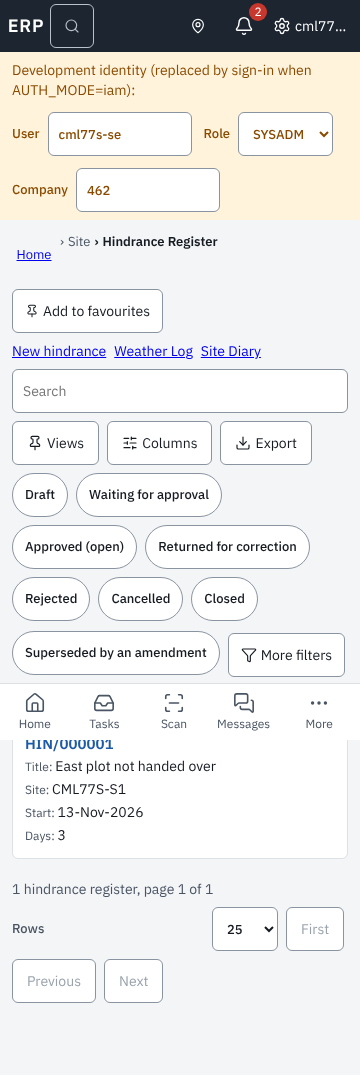 ERP
2
cml77...
Development identity (replaced by sign-in when
AUTH_MODE=iam):
User cml77s-se Role SYSADM
Company 462
Home › Site › Hindrance Register
Add to favourites
New hindrance Weather Log Site Diary
Search
Views Columns Export
Draft Waiting for approval
Approved (open) Returned for correction
Rejected Cancelled Closed
Superseded by an amendment More filters
Home Tasks Scan Messages More
HIN/000001
Title: East plot not handed over
Site: CML77S-S1
Start: 13-Nov-2026
Days: 3
1 hindrance register, page 1 of 1
Rows 25 First
Previous Next